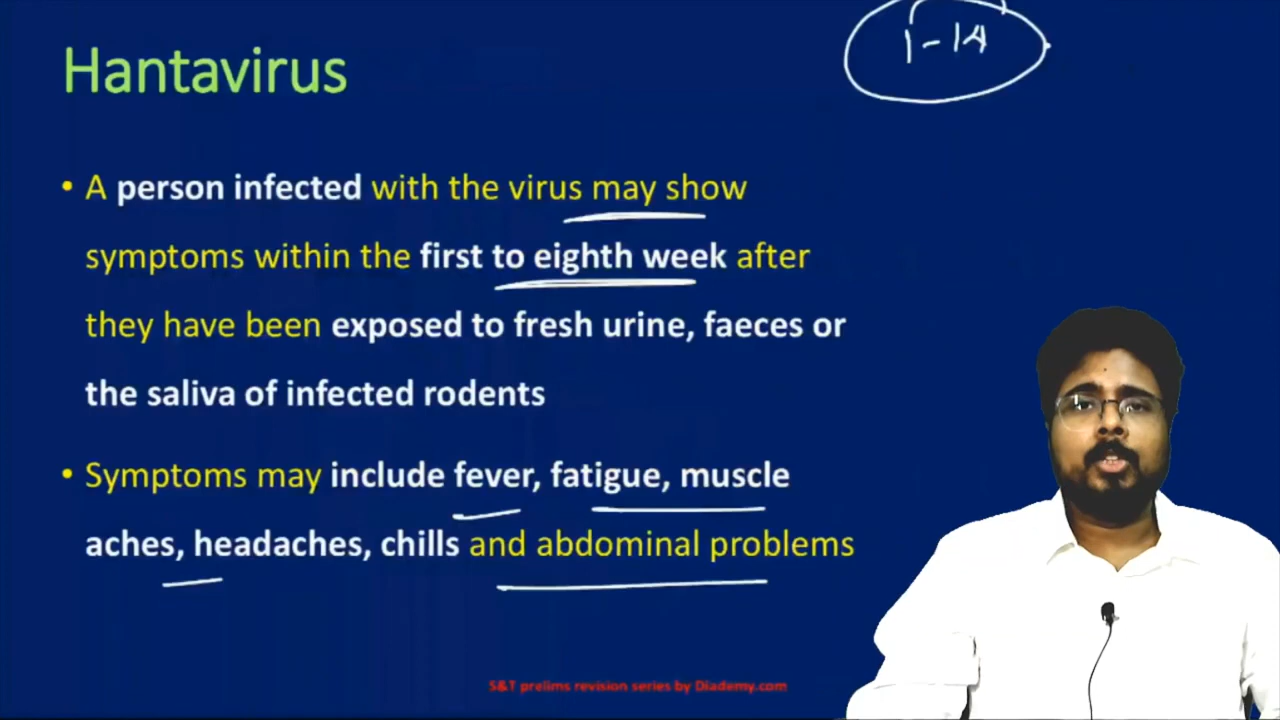 1-14
Hantavirus
• A person infected with the virus may show
symptoms within the first to eighth week after
they have been exposed to fresh urine, faeces or
the saliva of infected rodents
• Symptoms may include fever, fatigue, muscle
aches, headaches, chills and abdominal problems
S&T prelims revision series by Diademy.com